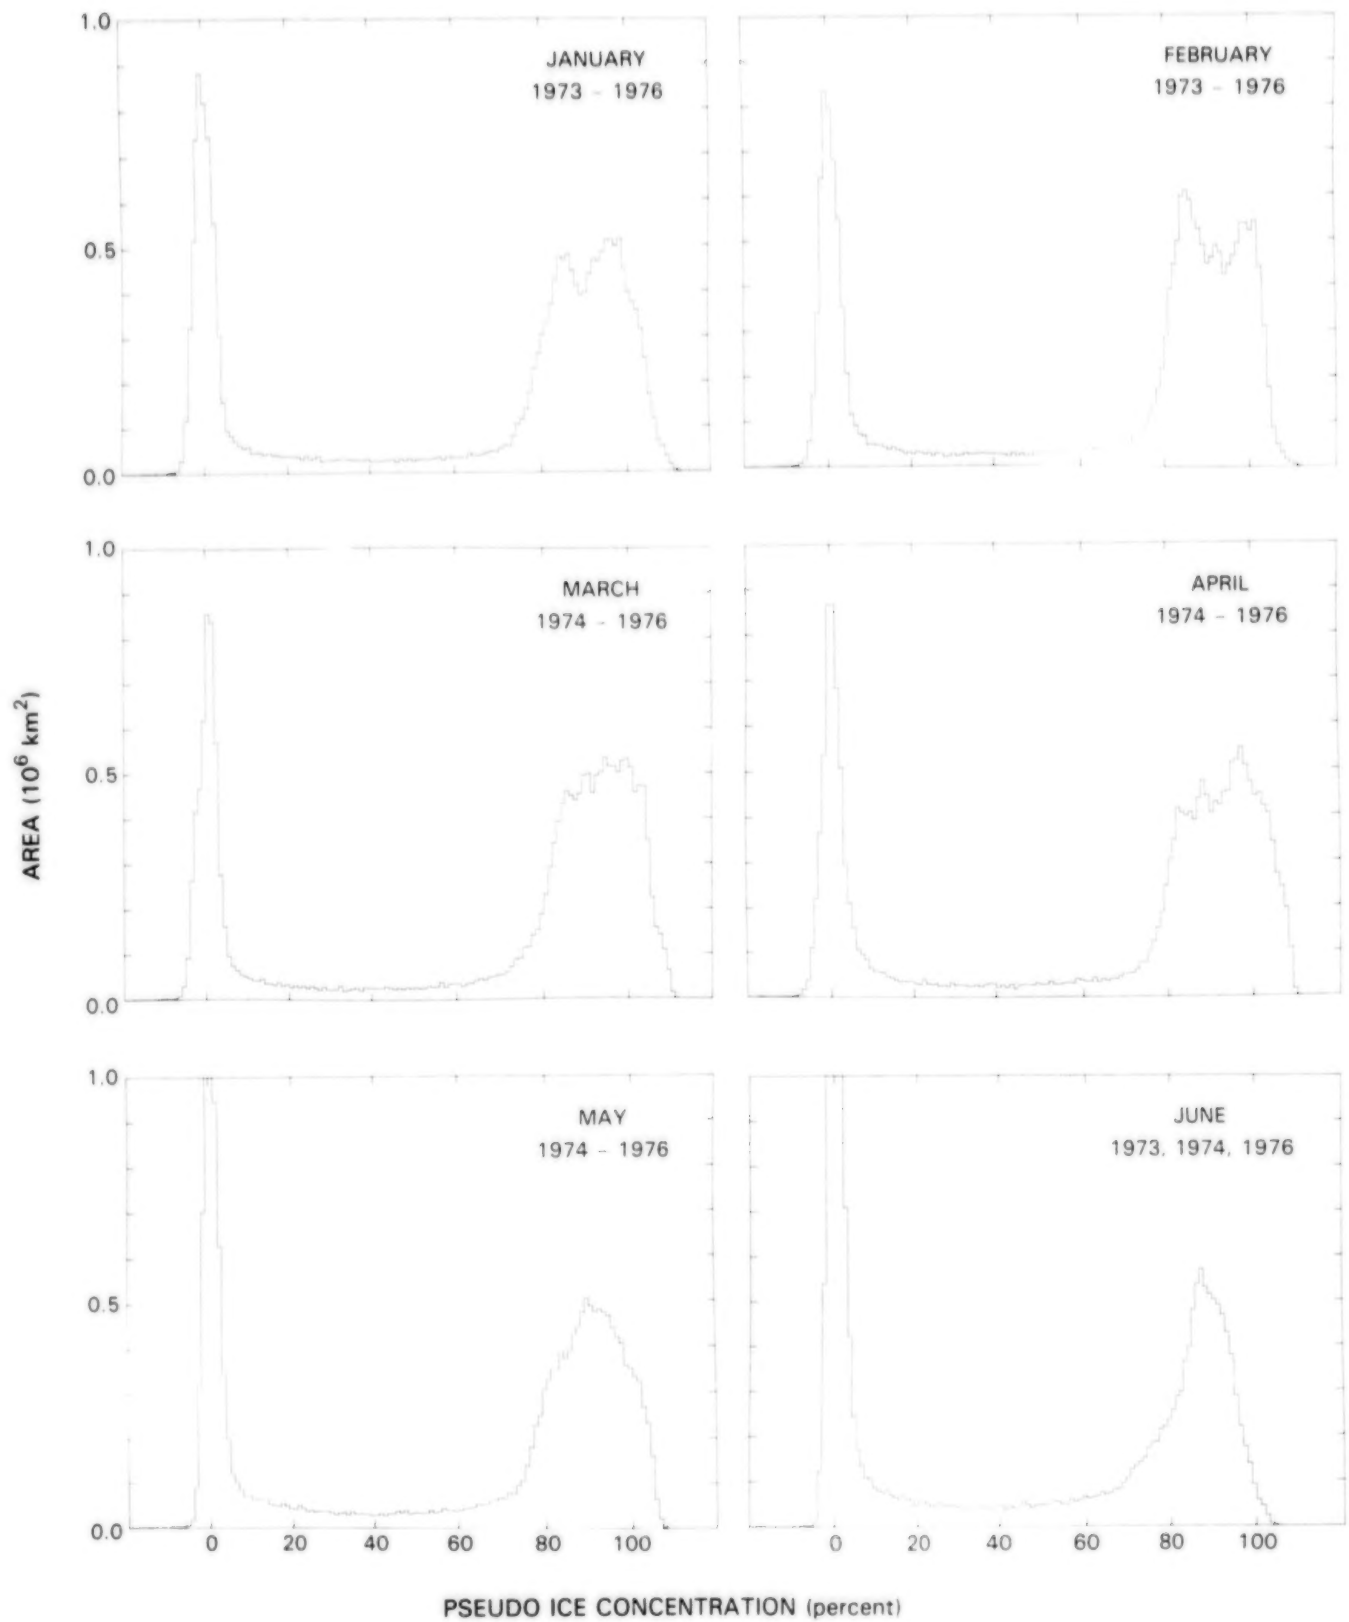 1.0
JANUARY
1973 - 1976
0.5
0.0
FEBRUARY
1973 - 1976
1.0
MARCH
1974 - 1976
0.5
0.0
APRIL
1974 - 1976
1.0
MAY
1974 - 1976
0.5
0.0
0 20 40 60 80 100
JUNE
1973, 1974, 1976
0 20 40 60 80 100
AREA (10⁶ km²)
PSEUDO ICE CONCENTRATION (percent)